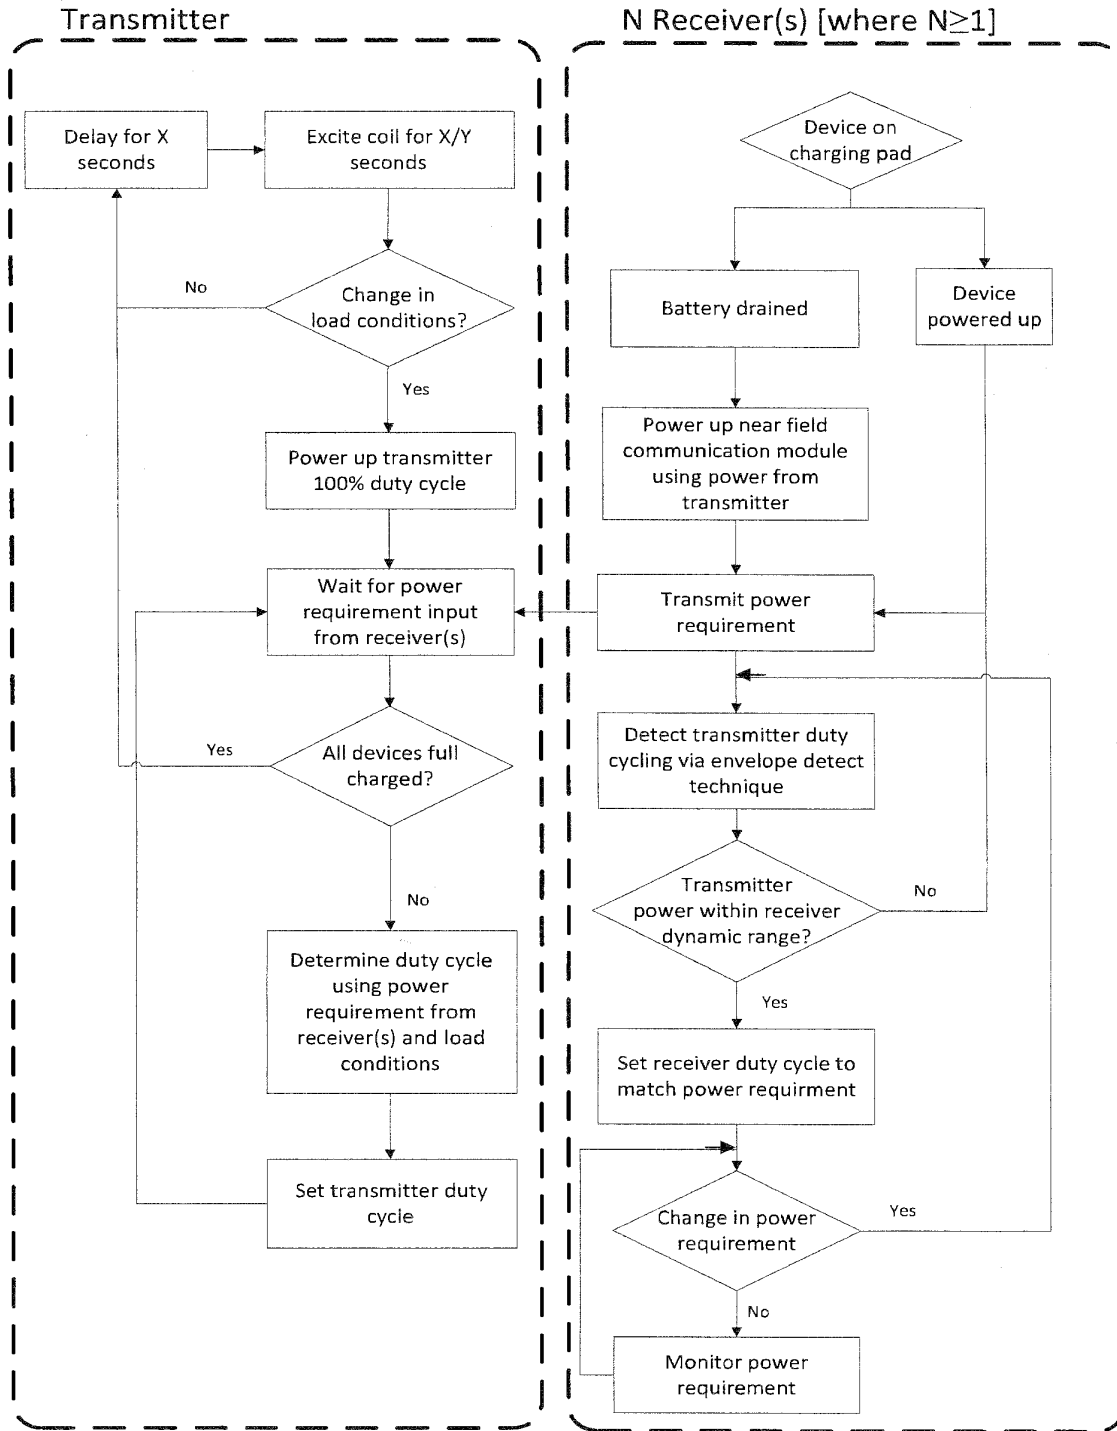 Transmitter
Delay for X
seconds
Excite coil for X/Y
seconds
No
Change in
load conditions?
Yes
Power up transmitter
100% duty cycle
Wait for power
requirement input
from receiver(s)
Yes
All devices full
charged?
No
Determine duty cycle
using power
requirement from
receiver(s) and load
conditions
Set transmitter duty
cycle
N Receiver(s) [where N≥1]
Device on
charging pad
Battery drained
Device
powered up
Power up near field
communication module
using power from
transmitter
Transmit power
requirement
Detect transmitter duty
cycling via envelope detect
technique
Transmitter
power within receiver
dynamic range?
No
Yes
Set receiver duty cycle to
match power requirment
Change in power
requirement
Yes
No
Monitor power
requirement